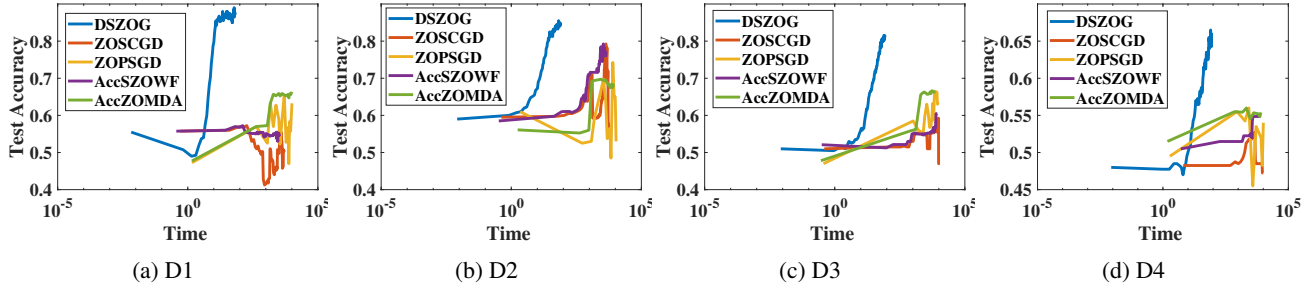 DSZOG
ZOSCGD
ZOPSGD
AccSZOWF
AccZOMDA
Test Accuracy
0.8
0.7
0.6
0.5
0.4
10^-5 10^0 10^5
Time
(a) D1
DSZOG
ZOSCGD
ZOPSGD
AccSZOWF
AccZOMDA
Test Accuracy
0.8
0.7
0.6
0.5
0.4
10^-5 10^0 10^5
Time
(b) D2
DSZOG
ZOSCGD
ZOPSGD
AccSZOWF
AccZOMDA
Test Accuracy
0.8
0.7
0.6
0.5
0.4
10^-5 10^0 10^5
Time
(c) D3
DSZOG
ZOSCGD
ZOPSGD
AccSZOWF
AccZOMDA
Test Accuracy
0.65
0.6
0.55
0.5
0.45
10^-5 10^0 10^5
Time
(d) D4